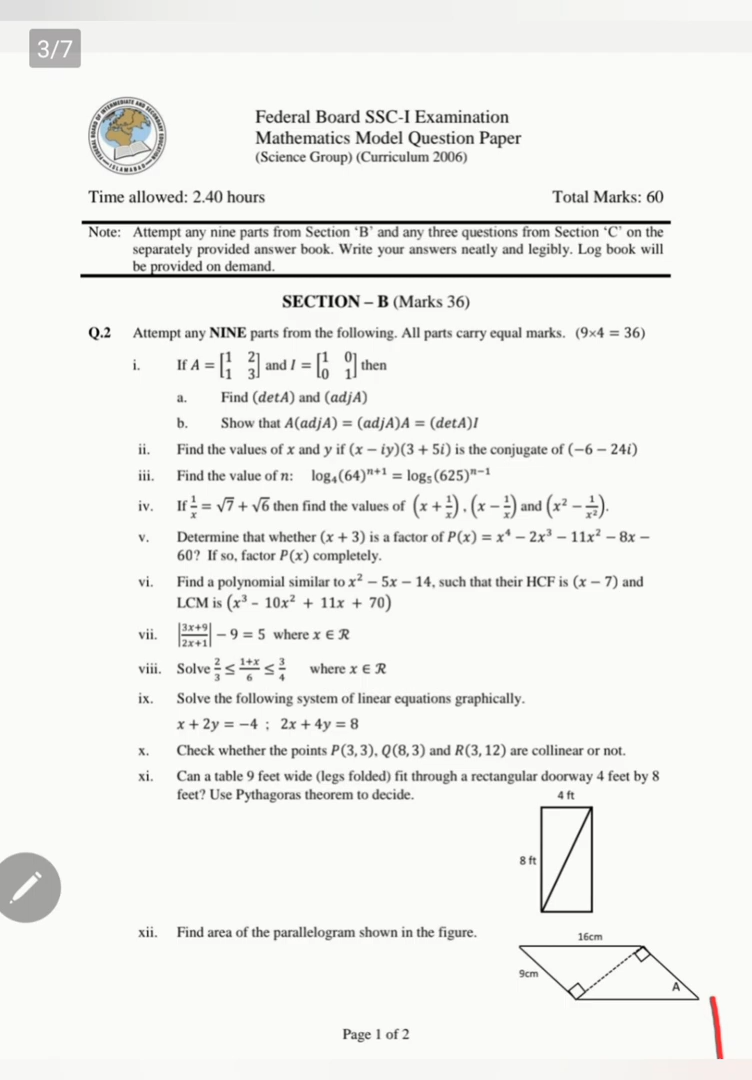 3/7
FEDERAL BOARD OF INTERMEDIATE AND SECONDARY EDUCATION
ISLAMABAD
Federal Board SSC-I Examination
Mathematics Model Question Paper
(Science Group) (Curriculum 2006)
Time allowed: 2.40 hours Total Marks: 60
Note: Attempt any nine parts from Section ‘B’ and any three questions from Section ‘C’ on the
separately provided answer book. Write your answers neatly and legibly. Log book will
be provided on demand.
SECTION – B (Marks 36)
Q.2 Attempt any NINE parts from the following. All parts carry equal marks. (9×4 = 36)
i. If A = [1 2; 1 3] and I = [1 0; 0 1] then
a. Find (detA) and (adjA)
b. Show that A(adjA) = (adjA)A = (detA)I
ii. Find the values of x and y if (x − iy)(3 + 5i) is the conjugate of (−6 − 24i)
iii. Find the value of n: log₄(64)ⁿ⁺¹ = log₅(625)ⁿ⁻¹
iv. If 1/x = √7 + √6 then find the values of (x + 1/x), (x − 1/x) and (x² − 1/x²).
v. Determine that whether (x + 3) is a factor of P(x) = x⁴ − 2x³ − 11x² − 8x −
60? If so, factor P(x) completely.
vi. Find a polynomial similar to x² − 5x − 14, such that their HCF is (x − 7) and
LCM is (x³ − 10x² + 11x + 70)
vii. |3x+9/2x+1| − 9 = 5 where x ∈ ℛ
viii. Solve 2/3 ≤ 1+x/6 ≤ 3/4 where x ∈ ℛ
ix. Solve the following system of linear equations graphically.
x + 2y = −4 ; 2x + 4y = 8
x. Check whether the points P(3, 3), Q(8, 3) and R(3, 12) are collinear or not.
xi. Can a table 9 feet wide (legs folded) fit through a rectangular doorway 4 feet by 8
feet? Use Pythagoras theorem to decide.
4 ft
8 ft
xii. Find area of the parallelogram shown in the figure.
16cm
9cm
A
Page 1 of 2